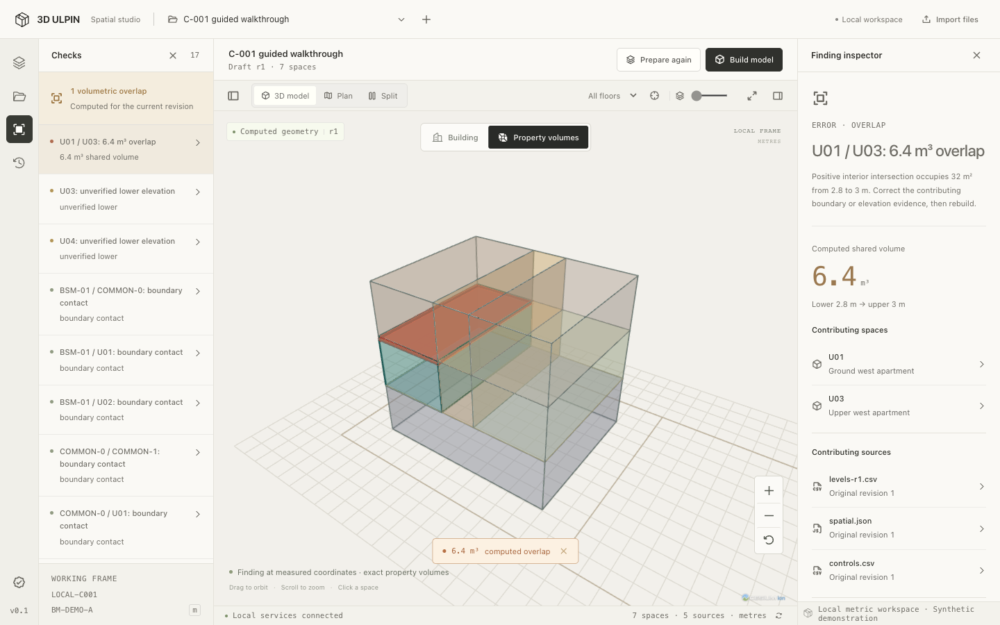 3D ULPIN
Spatial studio
C-001 guided walkthrough
Local workspace
Import files
Checks
17
1 volumetric overlap
Computed for the current revision
U01 / U03: 6.4 m³ overlap
6.4 m³ shared volume
U03: unverified lower elevation
unverified lower
U04: unverified lower elevation
unverified lower
BSM-01 / COMMON-0: boundary
contact
boundary contact
BSM-01 / U01: boundary contact
boundary contact
BSM-01 / U02: boundary contact
boundary contact
COMMON-0 / COMMON-1:
boundary contact
boundary contact
COMMON-0 / U01: boundary
contact
boundary contact
WORKING FRAME
LOCAL-C001
BM-DEMO-A
m
v0.1
C-001 guided walkthrough
Draft r1 · 7 spaces
Prepare again
Build model
3D model
Plan
Split
All floors
Computed geometry
r1
Building
Property volumes
LOCAL FRAME
METRES
6.4 m³ computed overlap
Finding at measured coordinates · exact property volumes
Drag to orbit · Scroll to zoom · Click a space
Local services connected
7 spaces · 5 sources · metres
Finding inspector
ERROR · OVERLAP
U01 / U03: 6.4 m³ overlap
Positive interior intersection occupies 32 m²
from 2.8 to 3 m. Correct the contributing
boundary or elevation evidence, then rebuild.
Computed shared volume
6.4 m³
Lower 2.8 m → upper 3 m
Contributing spaces
U01
Ground west apartment
U03
Upper west apartment
Contributing sources
levels-r1.csv
Original revision 1
spatial.json
Original revision 1
controls.csv
Original revision 1
Local metric workspace · Synthetic
demonstration